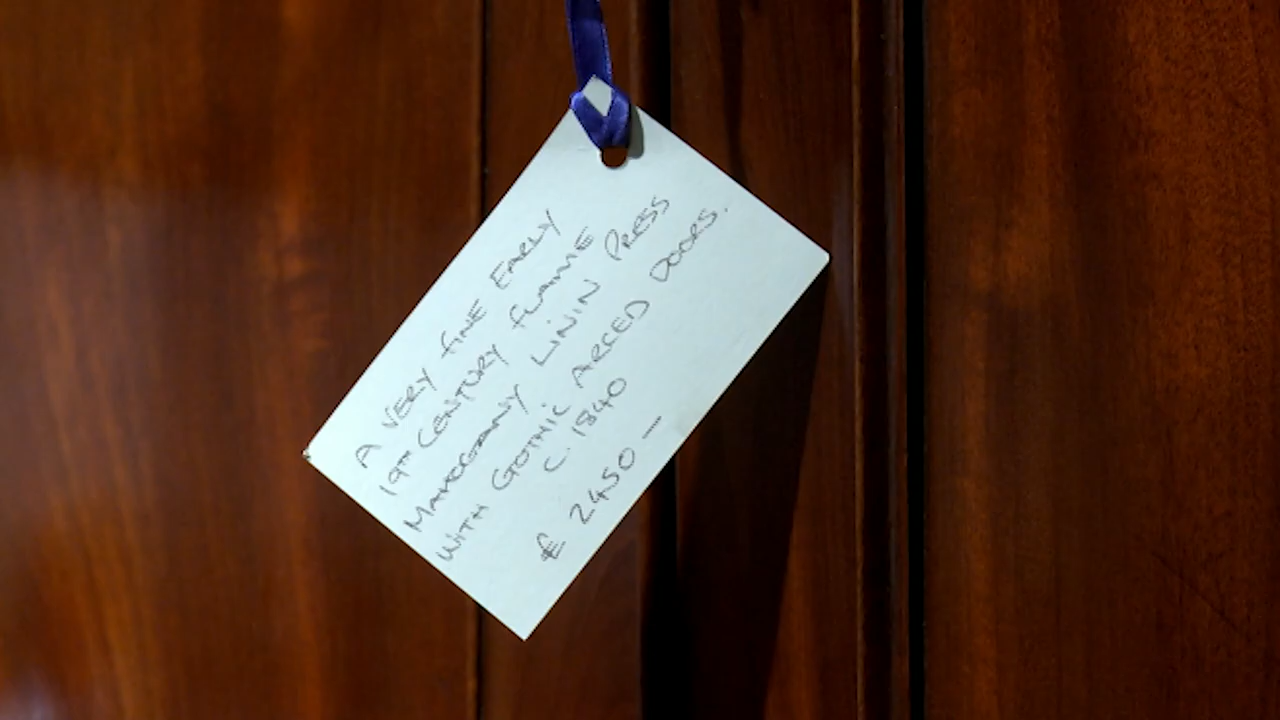 A VERY FINE EARLY
19TH CENTURY FLAME
MAHOGANY LININ PRESS
WITH GOTHIC ARCED DOORS.
C. 1840
€ 2450 —